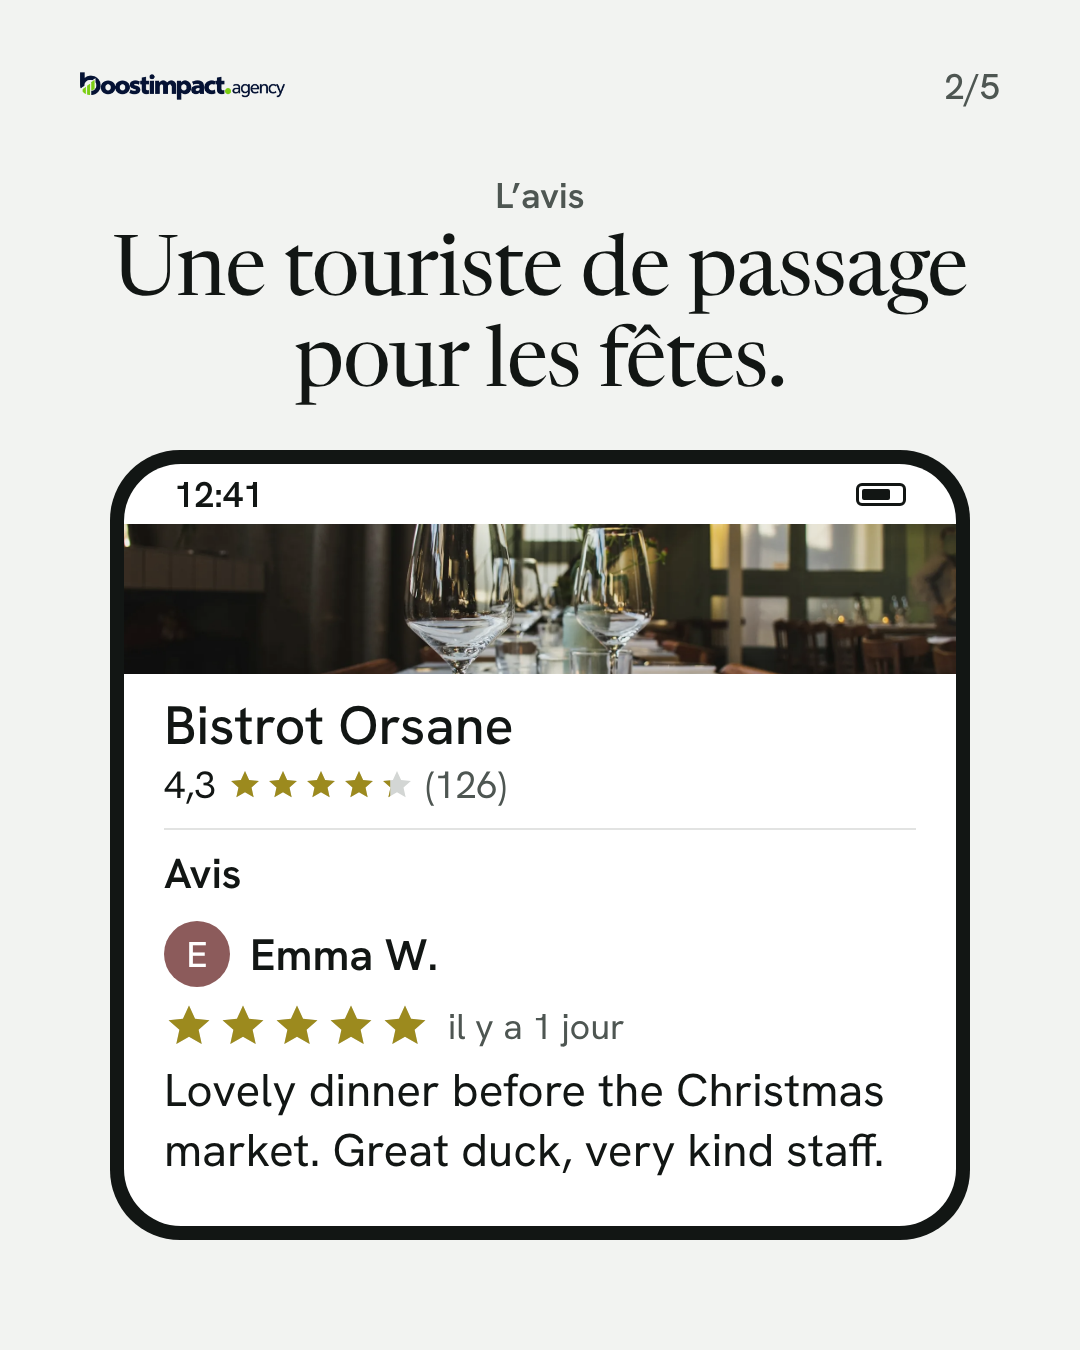 boostimpact.agency
2/5
L’avis
Une touriste de passage
pour les fêtes.
12:41
Bistrot Orsane
4,3 (126)
Avis
E Emma W.
il y a 1 jour
Lovely dinner before the Christmas
market. Great duck, very kind staff.